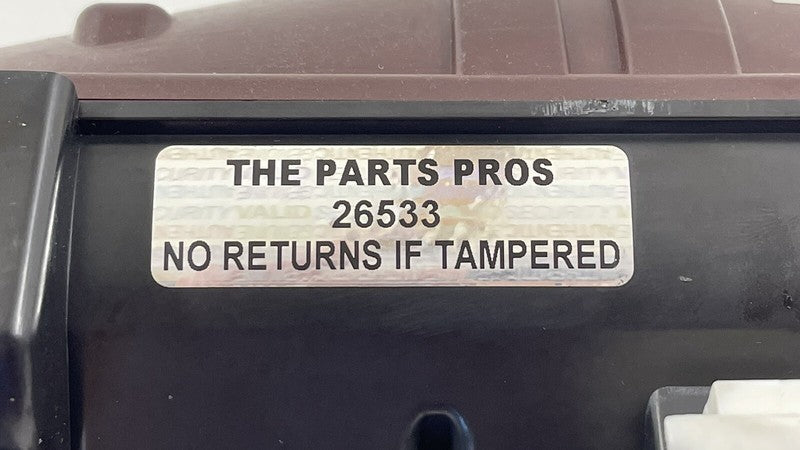 THE PARTS PROS
26533
NO RETURNS IF TAMPERED